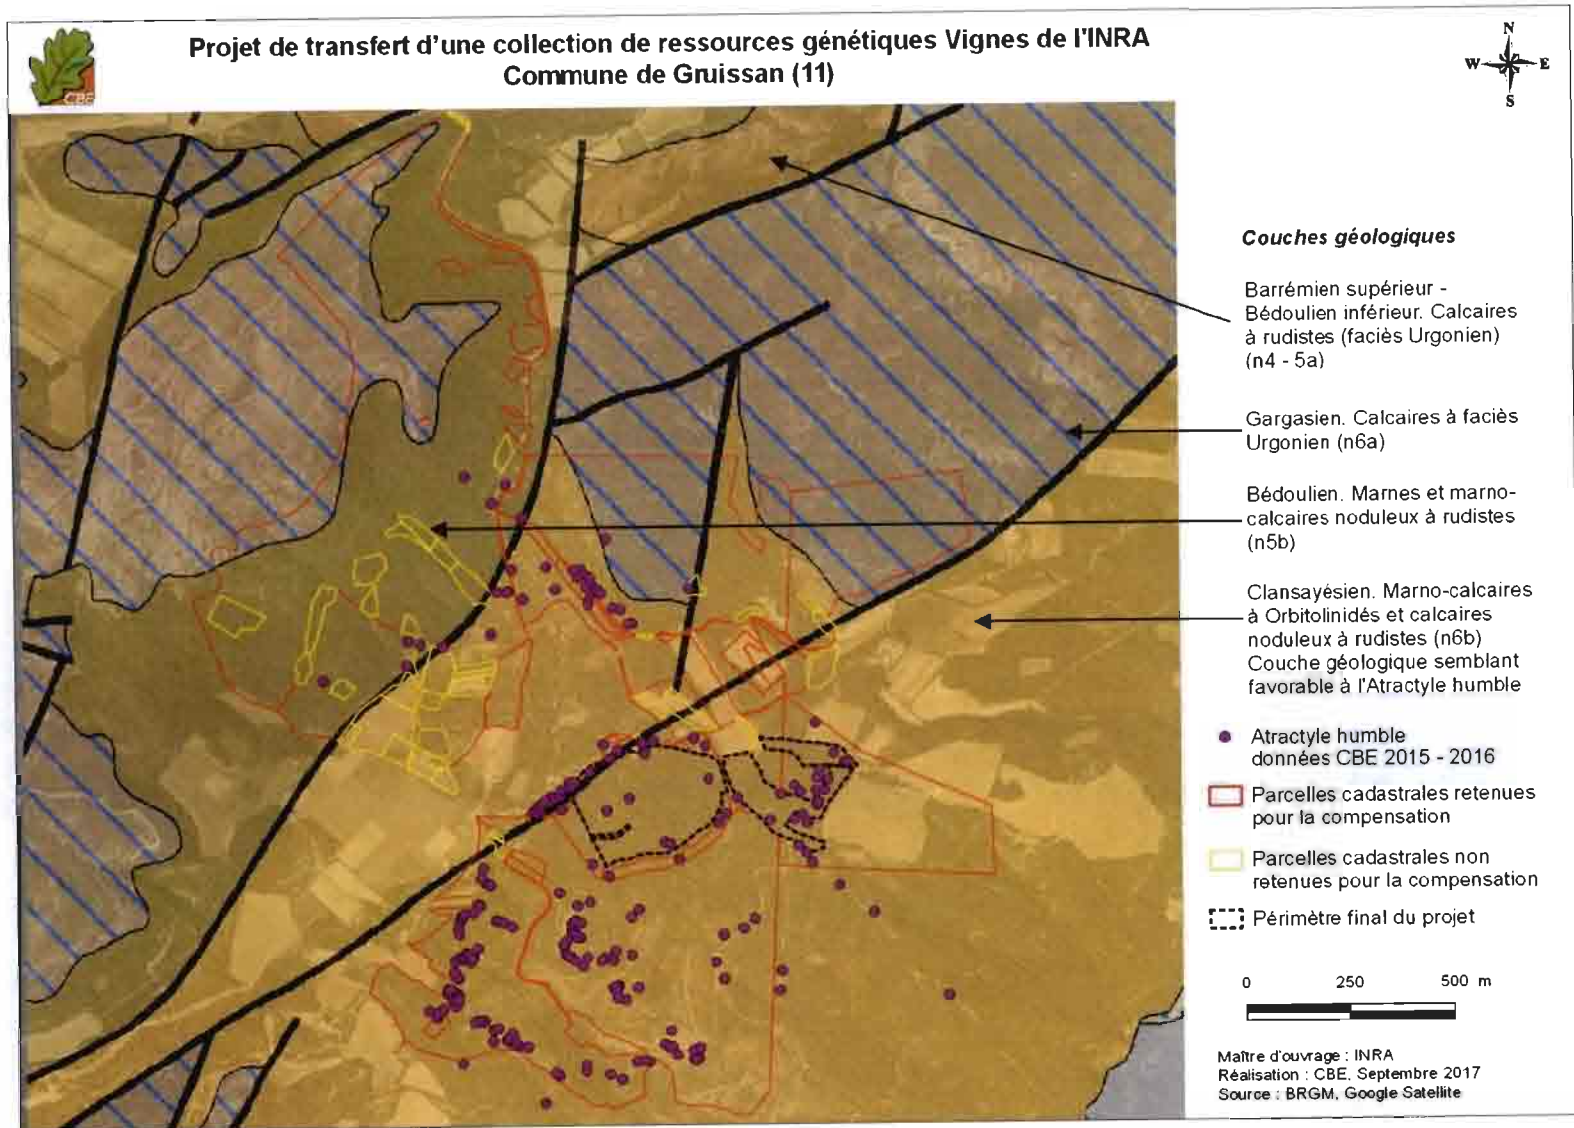 Projet de transfert d'une collection de ressources génétiques Vignes de l'INRA
Commune de Gruissan (11)
CBE
N
W
E
S
Couches géologiques
Barrémien supérieur -
Bédoulien inférieur. Calcaires
à rudistes (faciès Urgonien)
(n4 - 5a)
Gargasien. Calcaires à faciès
Urgonien (n6a)
Bédoulien. Marnes et marno-
calcaires noduleux à rudistes
(n5b)
Clansayésien. Marno-calcaires
à Orbitolinidés et calcaires
noduleux à rudistes (n6b)
Couche géologique semblant
favorable à l'Atractyle humble
Atractyle humble
données CBE 2015 - 2016
Parcelles cadastrales retenues
pour la compensation
Parcelles cadastrales non
retenues pour la compensation
Périmètre final du projet
0 250 500 m
Maître d'ouvrage : INRA
Réalisation : CBE, Septembre 2017
Source : BRGM, Google Satellite